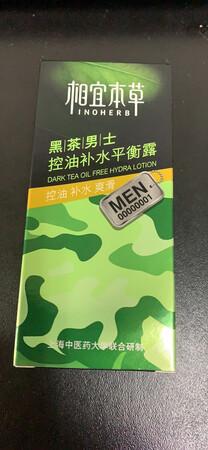 相宜本草
INOHERB
黑|茶|男|士
控油补水平衡露
DARK TEA OIL FREE HYDRA LOTION
控油 补水 爽滑
MEN
00000001
上海中医药大学联合研制